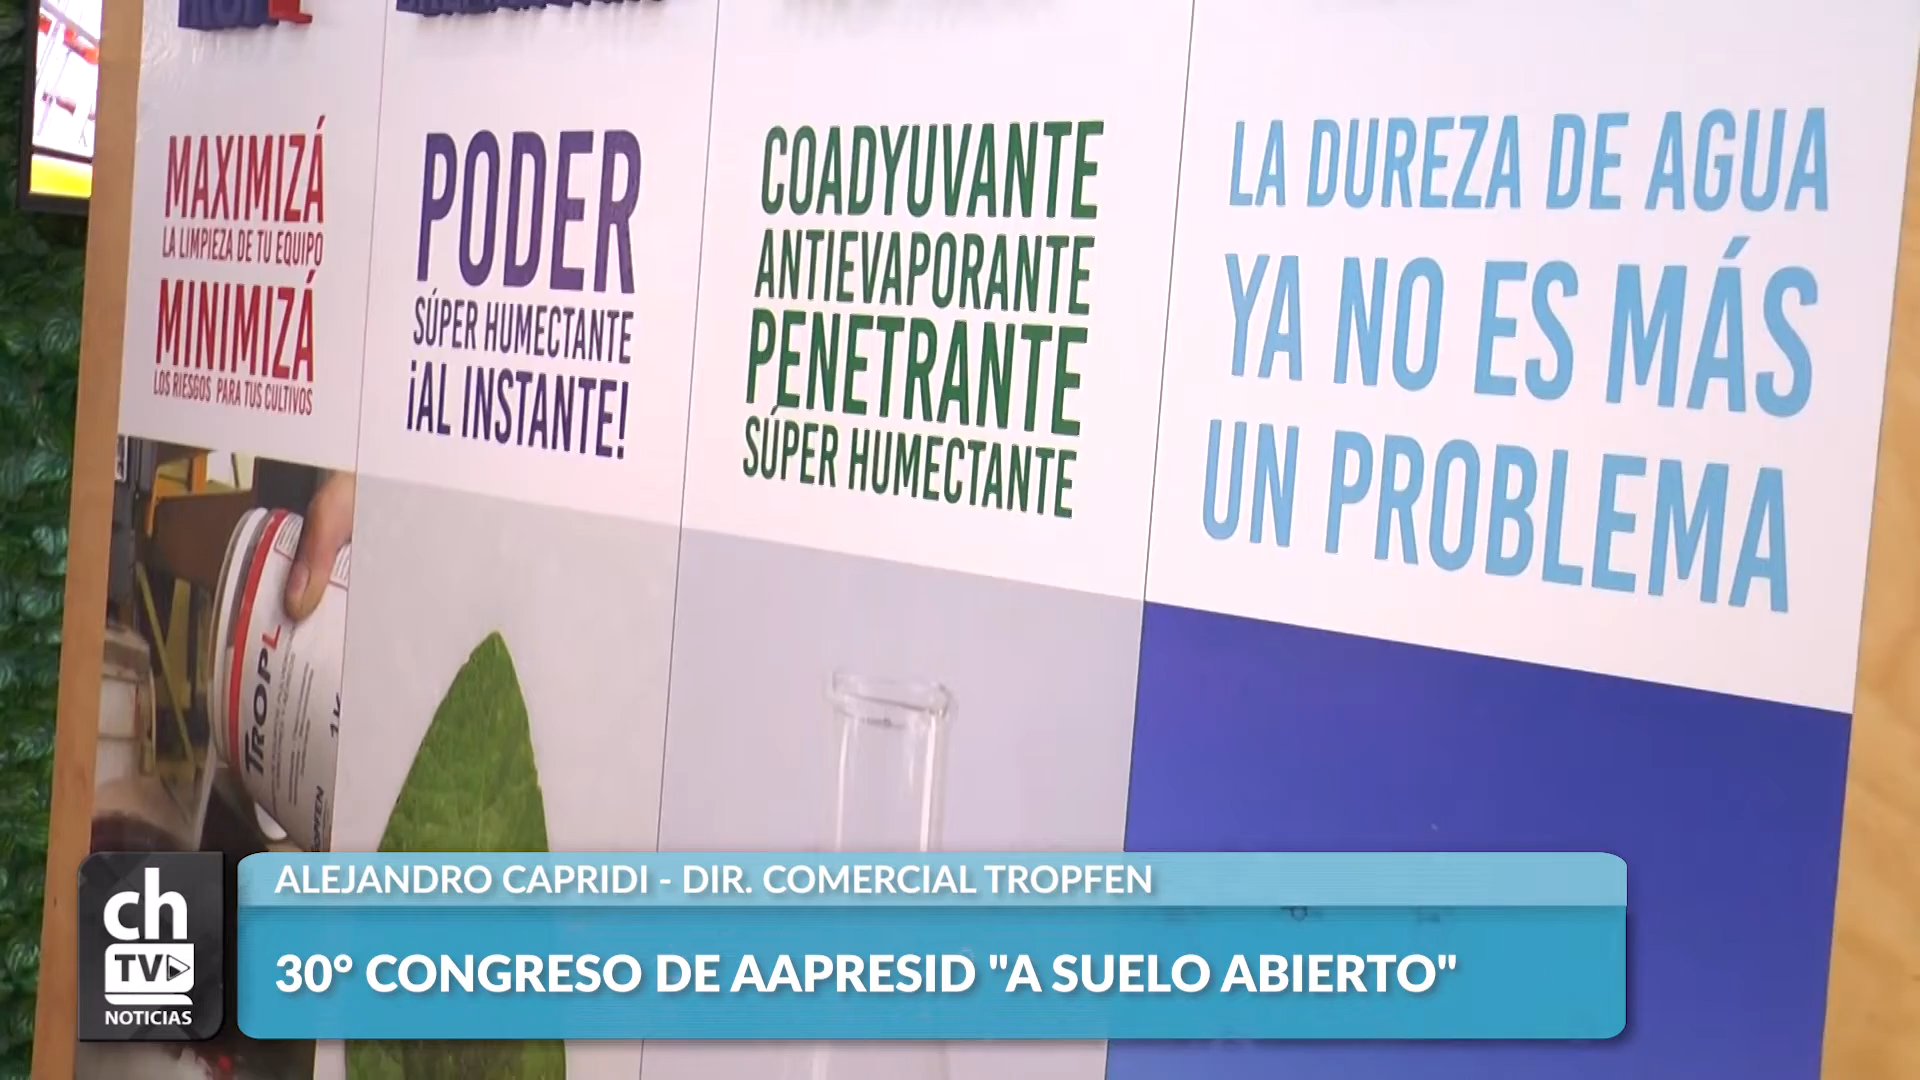 MAXIMIZÁ
LA LIMPIEZA DE TU EQUIPO
MINIMIZÁ
LOS RIESGOS PARA TUS CULTIVOS
PODER
SÚPER HUMECTANTE
¡AL INSTANTE!
COADYUVANTE
ANTIEVAPORANTE
PENETRANTE
SÚPER HUMECTANTE
LA DUREZA DE AGUA
YA NO ES MÁS
UN PROBLEMA
TROPL
ch
TV
NOTICIAS
ALEJANDRO CAPRIDI - DIR. COMERCIAL TROPFEN
30° CONGRESO DE AAPRESID "A SUELO ABIERTO"